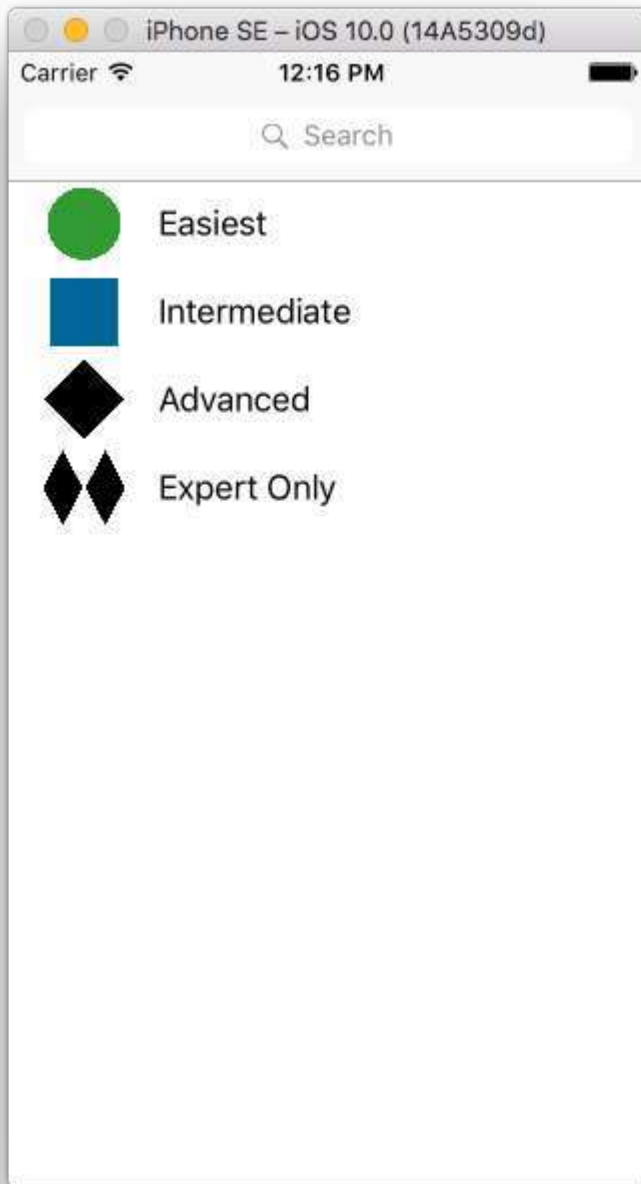 iPhone SE – iOS 10.0 (14A5309d)
Carrier 12:16 PM
Search
Easiest
Intermediate
Advanced
Expert Only